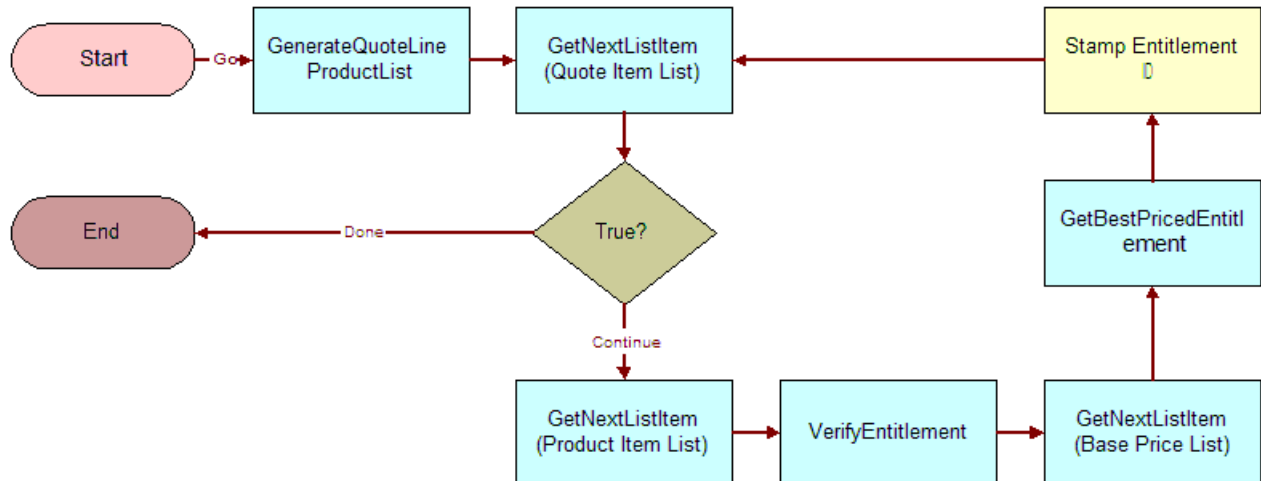 Start
Go
GenerateQuoteLine
ProductList
GetNextListItem
(Quote Item List)
Stamp Entitlement
End
Done
True?
GetBestPricedEntitl
ement
Continue
GetNextListItem
(Product Item List)
VerifyEntitlement
GetNextListItem
(Base Price List)